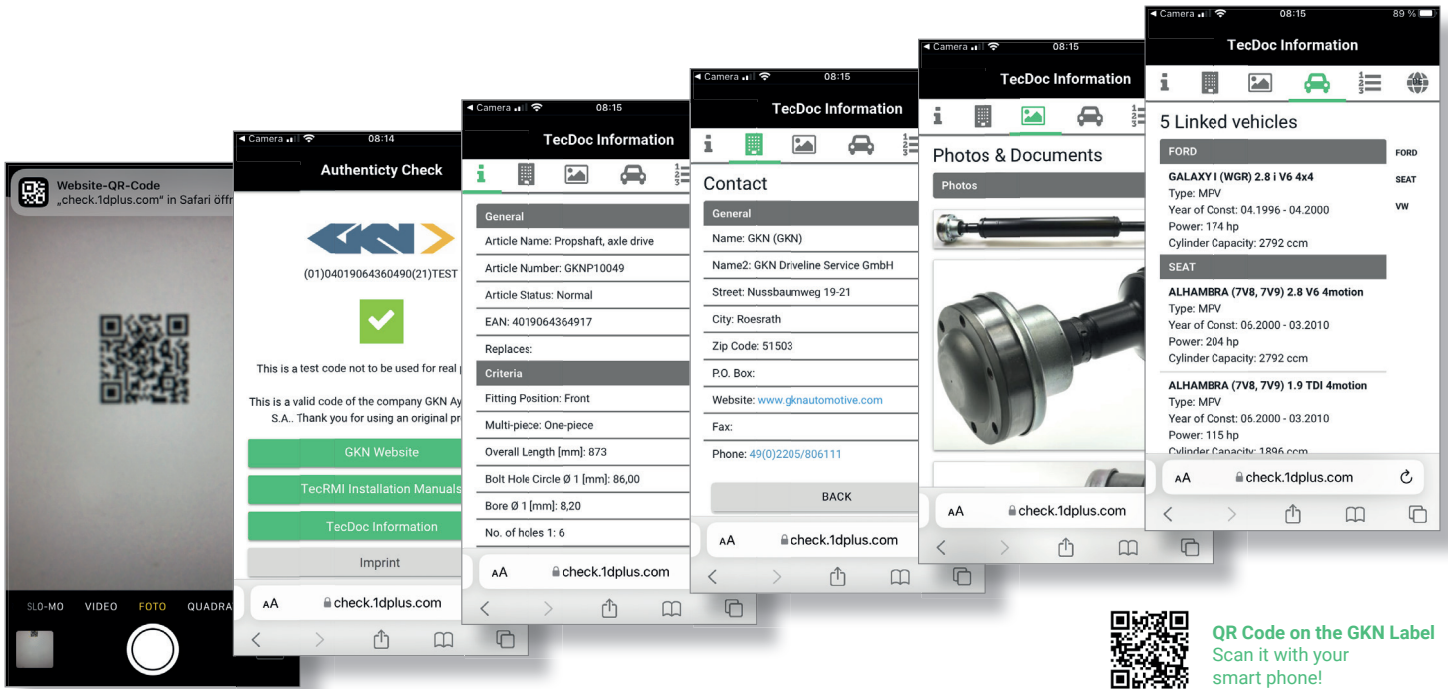 Website-QR-Code
„check.1dplus.com" in Safari öffr
SLO-MO VIDEO FOTO QUADRA
Camera 08:14
Authenticty Check
GKN
(01)04019064360490(21)TEST
This is a test code not to be used for real
This is a valid code of the company GKN Ay
S.A.. Thank you for using an original pr
GKN Website
TecRMI Installation Manuals
TecDoc Information
Imprint
AA check.1dplus.com
Camera 08:15
TecDoc Information
General
Article Name: Propshaft, axle drive
Article Number: GKNP10049
Article Status: Normal
EAN: 4019064364917
Replaces:
Criteria
Fitting Position: Front
Multi-piece: One-piece
Overall Length [mm]: 873
Bolt Hole Circle Ø 1 [mm]: 86,00
Bore Ø 1 [mm]: 8,20
No. of holes 1: 6
AA check.1dplus.com
Camera 08:15
TecDoc Information
Contact
General
Name: GKN (GKN)
Name2: GKN Driveline Service GmbH
Street: Nussbaumweg 19-21
City: Roesrath
Zip Code: 51503
P.O. Box:
Website: www.gknautomotive.com
Fax:
Phone: 49(0)2205/806111
BACK
AA check.1dplus.com
Camera 08:15
TecDoc Information
Photos & Documents
Photos
AA check.1dplus.com
Camera 08:15 89 %
TecDoc Information
5 Linked vehicles
FORD
GALAXY I (WGR) 2.8 i V6 4x4
Type: MPV
Year of Const: 04.1996 - 04.2000
Power: 174 hp
Cylinder Capacity: 2792 ccm
SEAT
ALHAMBRA (7V8, 7V9) 2.8 V6 4motion
Type: MPV
Year of Const: 06.2000 - 03.2010
Power: 204 hp
Cylinder Capacity: 2792 ccm
ALHAMBRA (7V8, 7V9) 1.9 TDI 4motion
Type: MPV
Year of Const: 06.2000 - 03.2010
Power: 115 hp
Cylinder Capacity: 1896 ccm
FORD
SEAT
VW
AA check.1dplus.com
QR Code on the GKN Label
Scan it with your
smart phone!